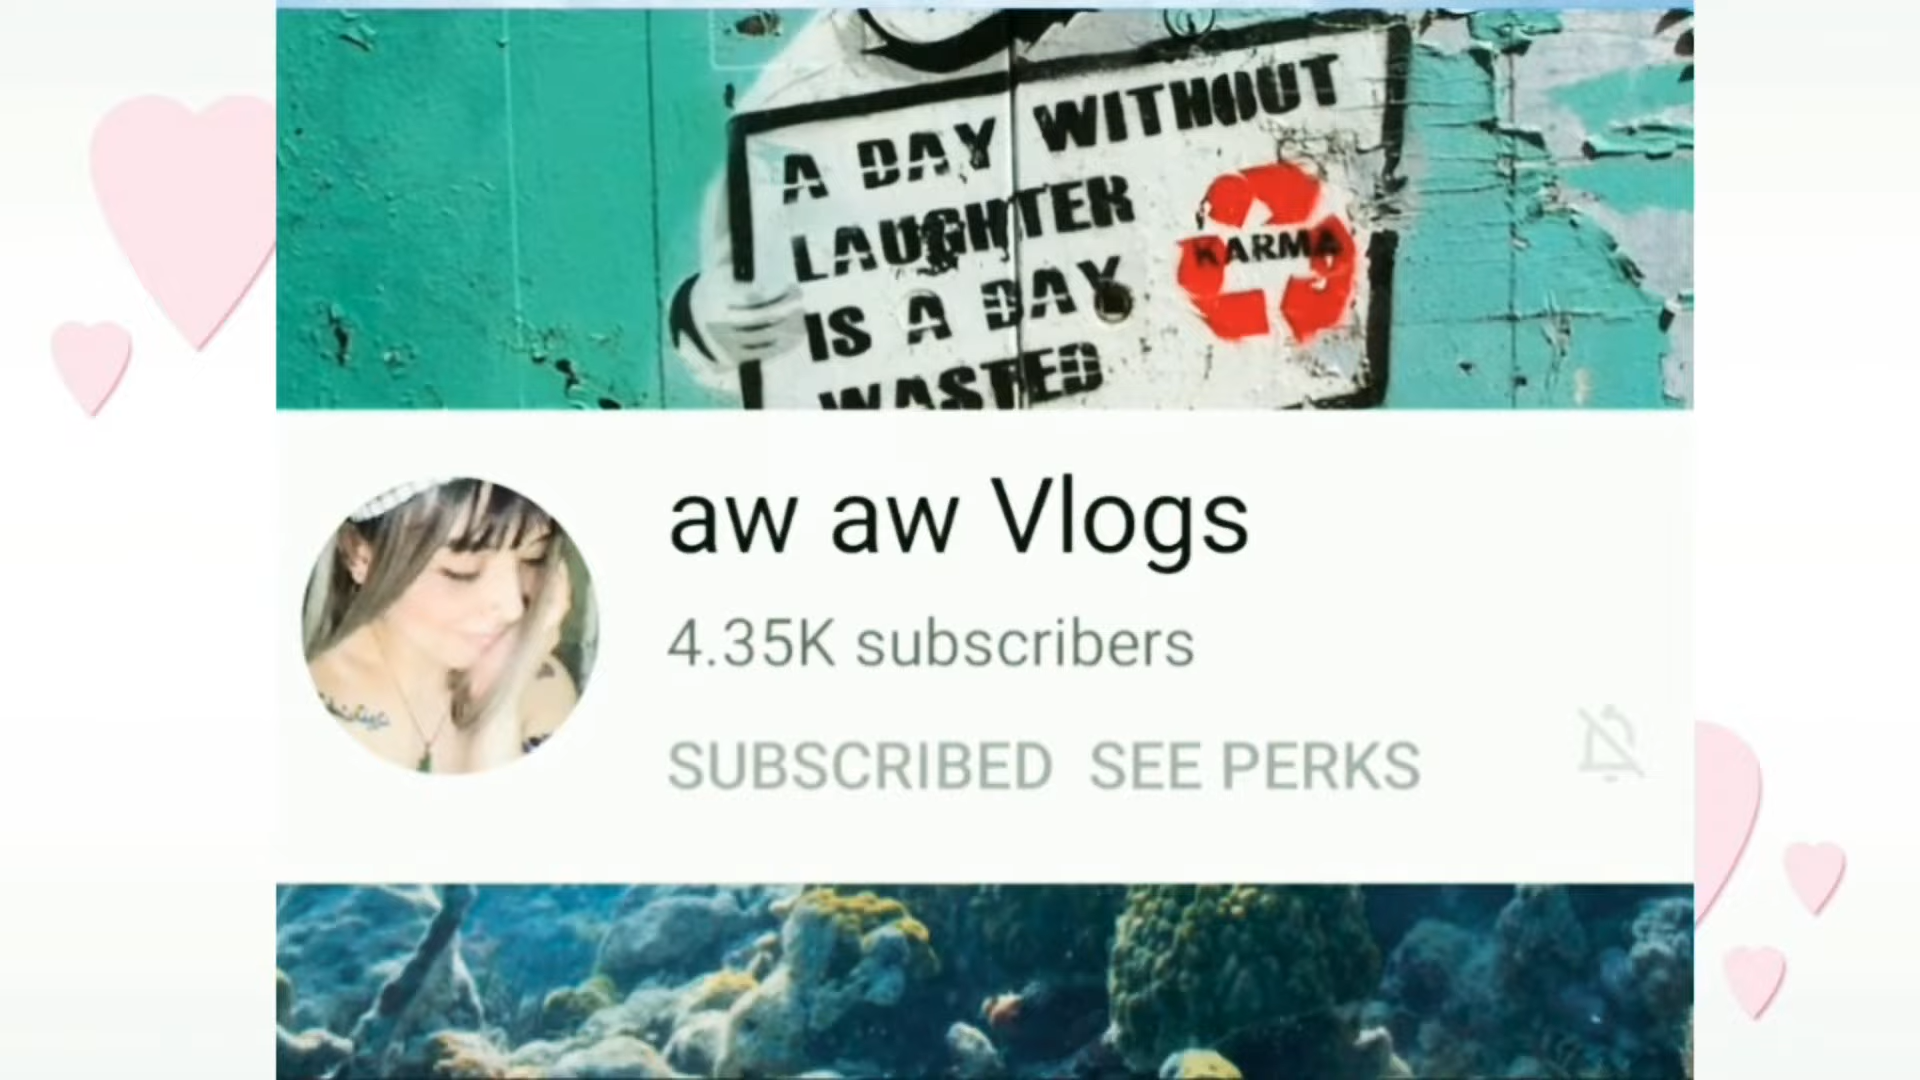 A DAY WITHOUT
LAUGHTER
IS A DAY
WASTED
KARMA
aw aw Vlogs
4.35K subscribers
SUBSCRIBED SEE PERKS